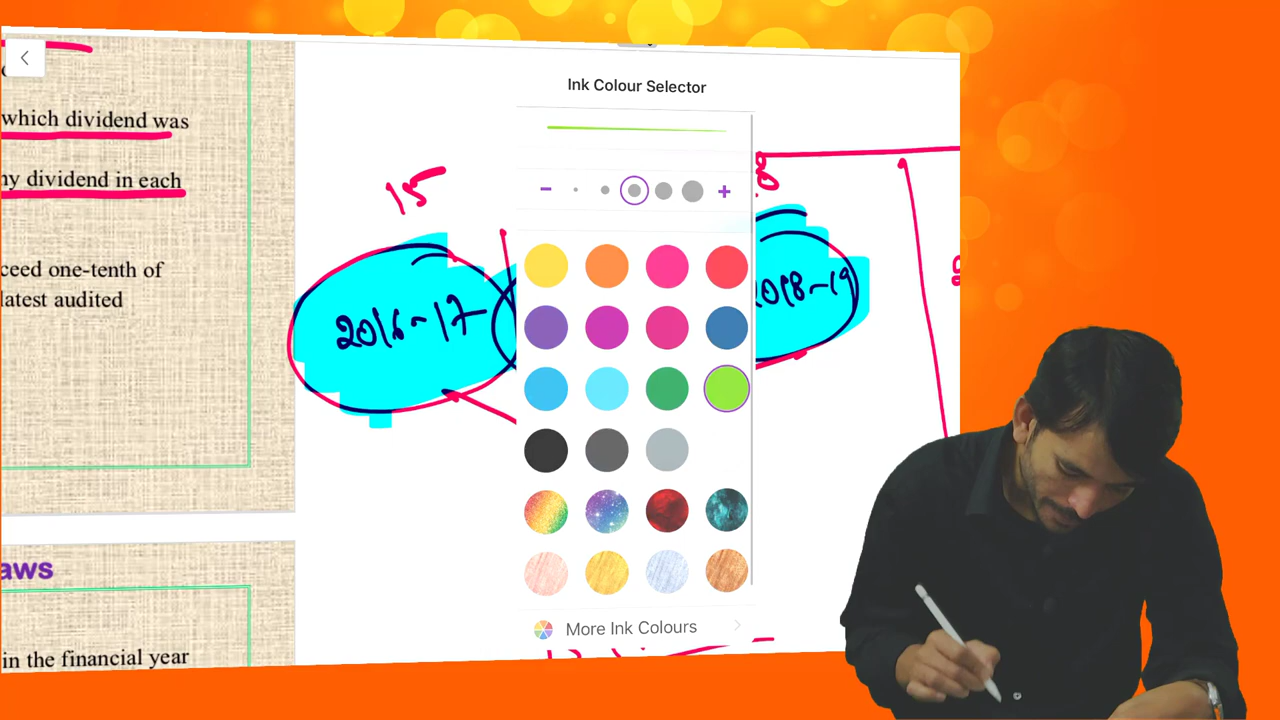 which dividend was
ny dividend in each
ceed one-tenth of
latest audited
aws
in the financial year
Ink Colour Selector
15
2016-17
2018-19
More Ink Colours